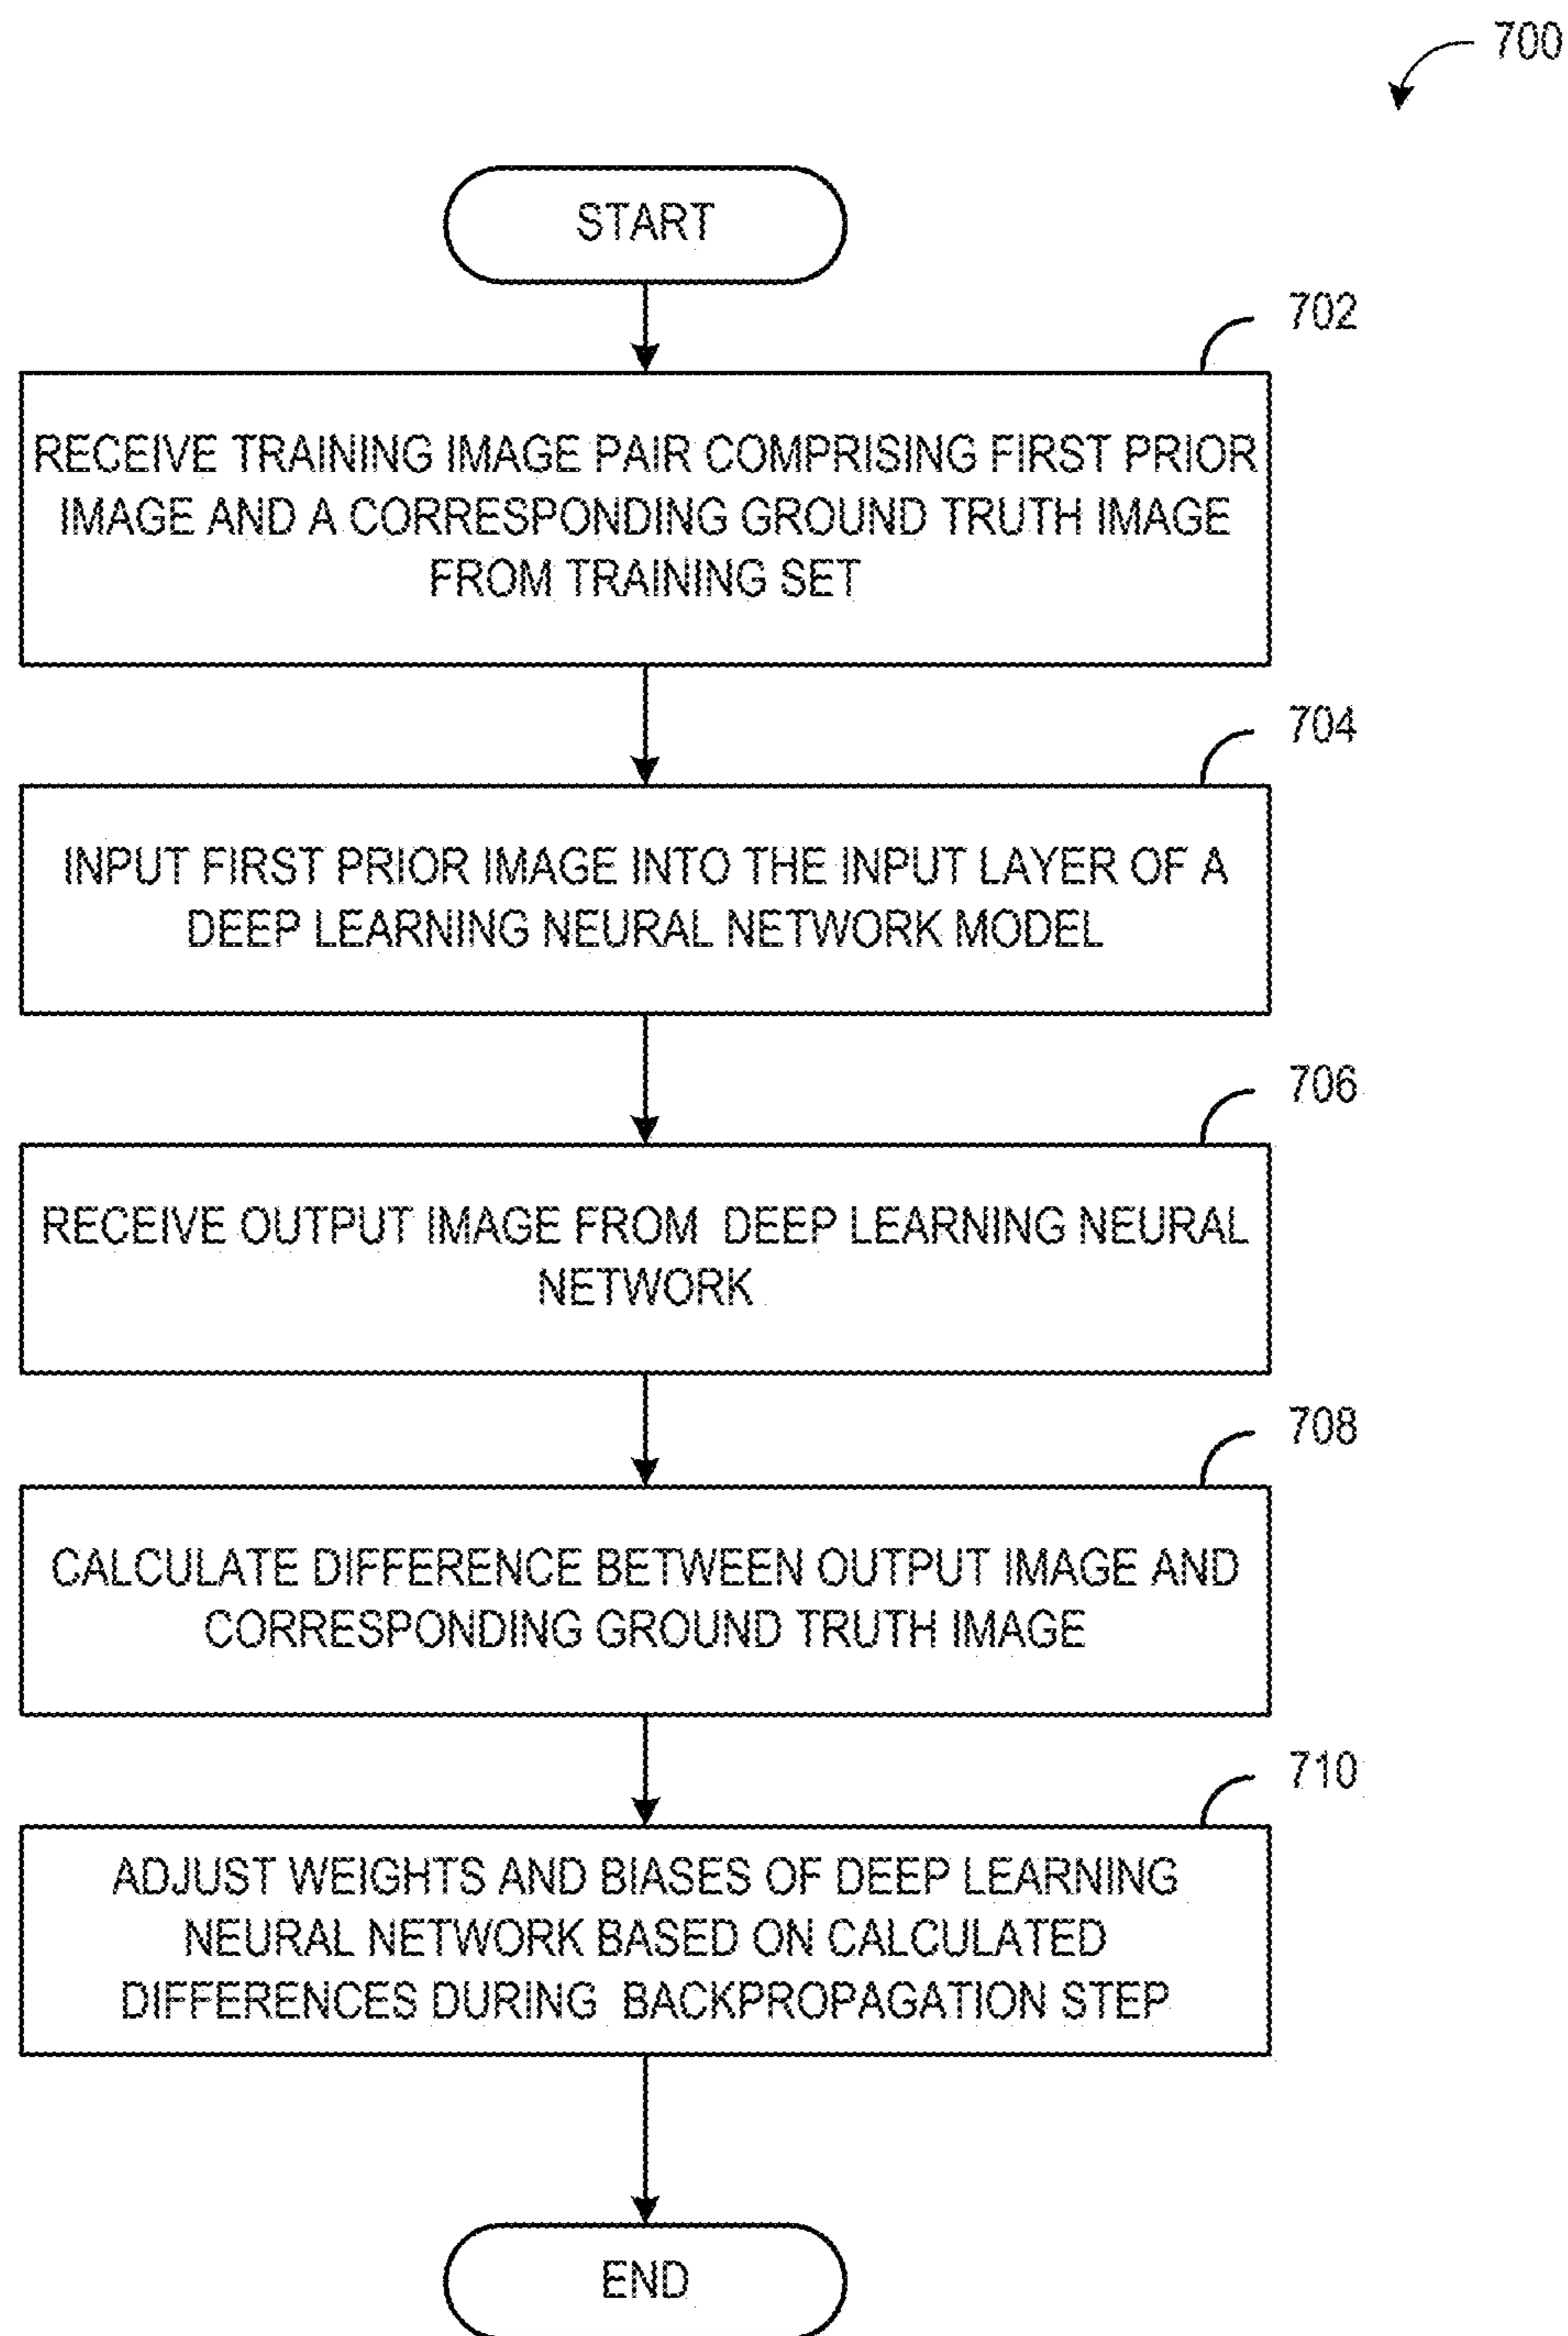 700
START
702
RECEIVE TRAINING IMAGE PAIR COMPRISING FIRST PRIOR
IMAGE AND A CORRESPONDING GROUND TRUTH IMAGE
FROM TRAINING SET
704
INPUT FIRST PRIOR IMAGE INTO THE INPUT LAYER OF A
DEEP LEARNING NEURAL NETWORK MODEL
706
RECEIVE OUTPUT IMAGE FROM DEEP LEARNING NEURAL
NETWORK
708
CALCULATE DIFFERENCE BETWEEN OUTPUT IMAGE AND
CORRESPONDING GROUND TRUTH IMAGE
710
ADJUST WEIGHTS AND BIASES OF DEEP LEARNING
NEURAL NETWORK BASED ON CALCULATED
DIFFERENCES DURING BACKPROPAGATION STEP
END